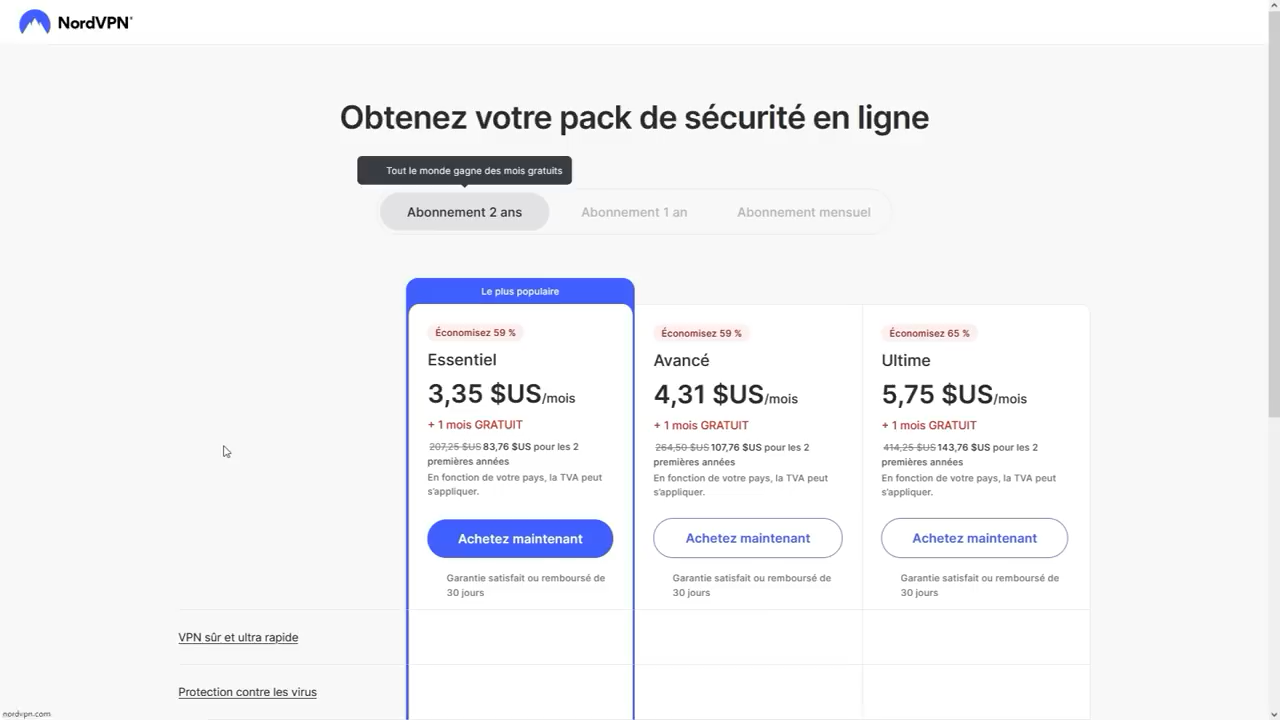 NordVPN®
Obtenez votre pack de sécurité en ligne
Tout le monde gagne des mois gratuits
Abonnement 2 ans
Abonnement 1 an
Abonnement mensuel
Le plus populaire
Économisez 59 %
Essentiel
3,35 $US/mois
+ 1 mois GRATUIT
207,25 $US 83,76 $US pour les 2
premières années
En fonction de votre pays, la TVA peut
s'appliquer.
Achetez maintenant
Garantie satisfait ou remboursé de
30 jours
Économisez 59 %
Avancé
4,31 $US/mois
+ 1 mois GRATUIT
264,50 $US 107,76 $US pour les 2
premières années
En fonction de votre pays, la TVA peut
s'appliquer.
Achetez maintenant
Garantie satisfait ou remboursé de
30 jours
Économisez 65 %
Ultime
5,75 $US/mois
+ 1 mois GRATUIT
414,25 $US 143,76 $US pour les 2
premières années
En fonction de votre pays, la TVA peut
s'appliquer.
Achetez maintenant
Garantie satisfait ou remboursé de
30 jours
VPN sûr et ultra rapide
Protection contre les virus
nordvpn.com